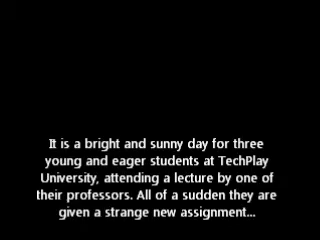 It is a bright and sunny day for three
young and eager students at TechPlay
University, attending a lecture by one of
their professors. All of a sudden they are
given a strange new assignment...